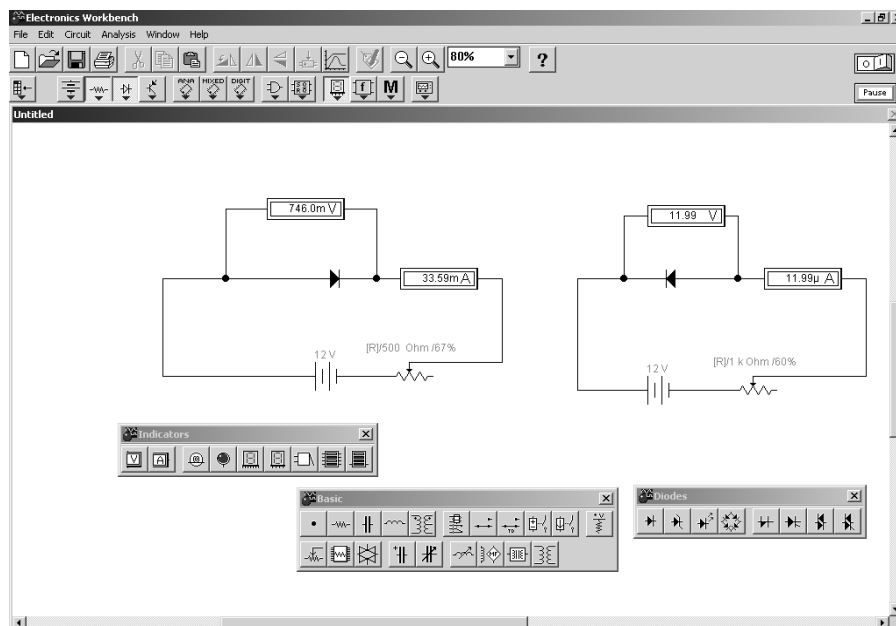 Electronics Workbench
File Edit Circuit Analysis Window Help
80%
?
O I
ANA MIXED DIGIT
f M
Pause
Untitled
746.0m V
11.99 V
33.59m A
11.99µ A
12 V
[R]/500 Ohm /67%
12 V
[R]/1 k Ohm /60%
Indicators
V A
Basic
Diodes